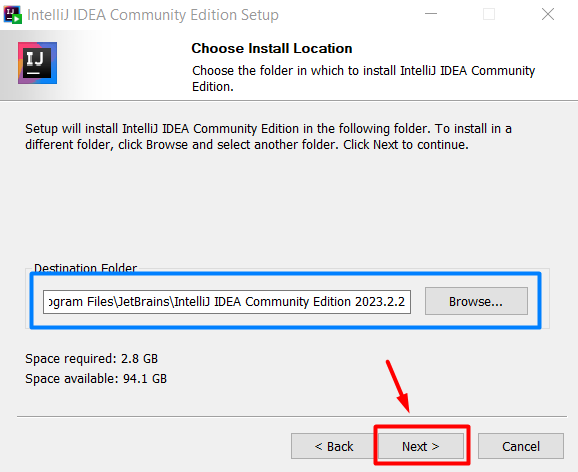 IntelliJ IDEA Community Edition Setup
IJ
Choose Install Location
Choose the folder in which to install IntelliJ IDEA Community
Edition.
Setup will install IntelliJ IDEA Community Edition in the following folder. To install in a
different folder, click Browse and select another folder. Click Next to continue.
Destination Folder
ogram Files\JetBrains\IntelliJ IDEA Community Edition 2023.2.2
Browse...
Space required: 2.8 GB
Space available: 94.1 GB
< Back
Next >
Cancel